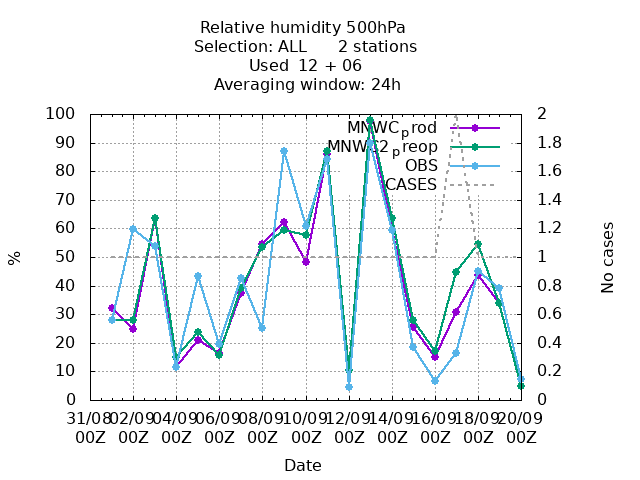 Relative humidity 500hPa
Selection: ALL      2 stations
Used  12 + 06
Averaging window: 24h
100 2
90 1.8
80 1.6
70 1.4
60 1.2
50 1
40 0.8
30 0.6
20 0.4
10 0.2
0 0
MNWCprod
MNWC2preop
OBS
CASES
%
No cases
31/08 02/09 04/09 06/09 08/09 10/09 12/09 14/09 16/09 18/09 20/09
00Z 00Z 00Z 00Z 00Z 00Z 00Z 00Z 00Z 00Z 00Z
Date